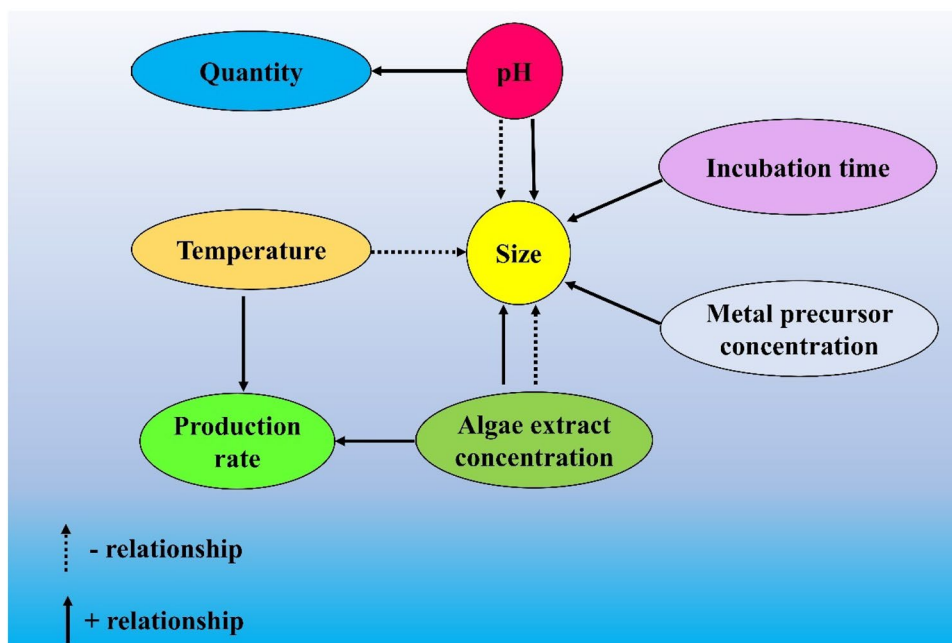 Quantity
pH
Incubation time
Temperature
Size
Metal precursor
concentration
Production
rate
Algae extract
concentration
- relationship
+ relationship